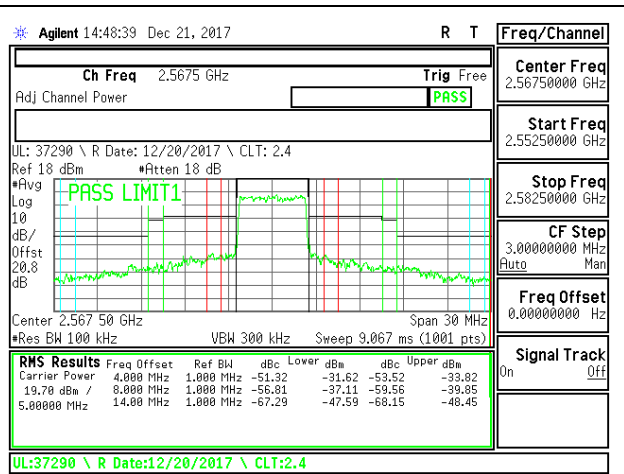 Agilent 14:48:39 Dec 21, 2017 R T Freq/Channel
Ch Freq 2.5675 GHz Trig Free
Adj Channel Power PASS
Center Freq
2.56750000 GHz
Start Freq
2.55250000 GHz
Stop Freq
2.58250000 GHz
CF Step
3.00000000 MHz
Auto Man
Freq Offset
0.00000000 Hz
Signal Track
On Off
UL: 37290 \ R Date: 12/20/2017 \ CLT: 2.4
Ref 18 dBm #Atten 18 dB
#Avg
Log
10
dB/
Offst
20.8
dB
PASS LIMIT1
Center 2.567 50 GHz Span 30 MHz
#Res BW 100 kHz VBW 300 kHz Sweep 9.067 ms (1001 pts)
RMS Results Freq Offset Ref BW dBc Lower dBm dBc Upper dBm
Carrier Power 4.000 MHz 1.000 MHz -51.32 -31.62 -53.52 -33.82
19.70 dBm / 8.000 MHz 1.000 MHz -56.81 -37.11 -59.56 -39.85
5.00000 MHz 14.00 MHz 1.000 MHz -67.29 -47.59 -68.15 -48.45
UL:37290 \ R Date:12/20/2017 \ CLT:2.4